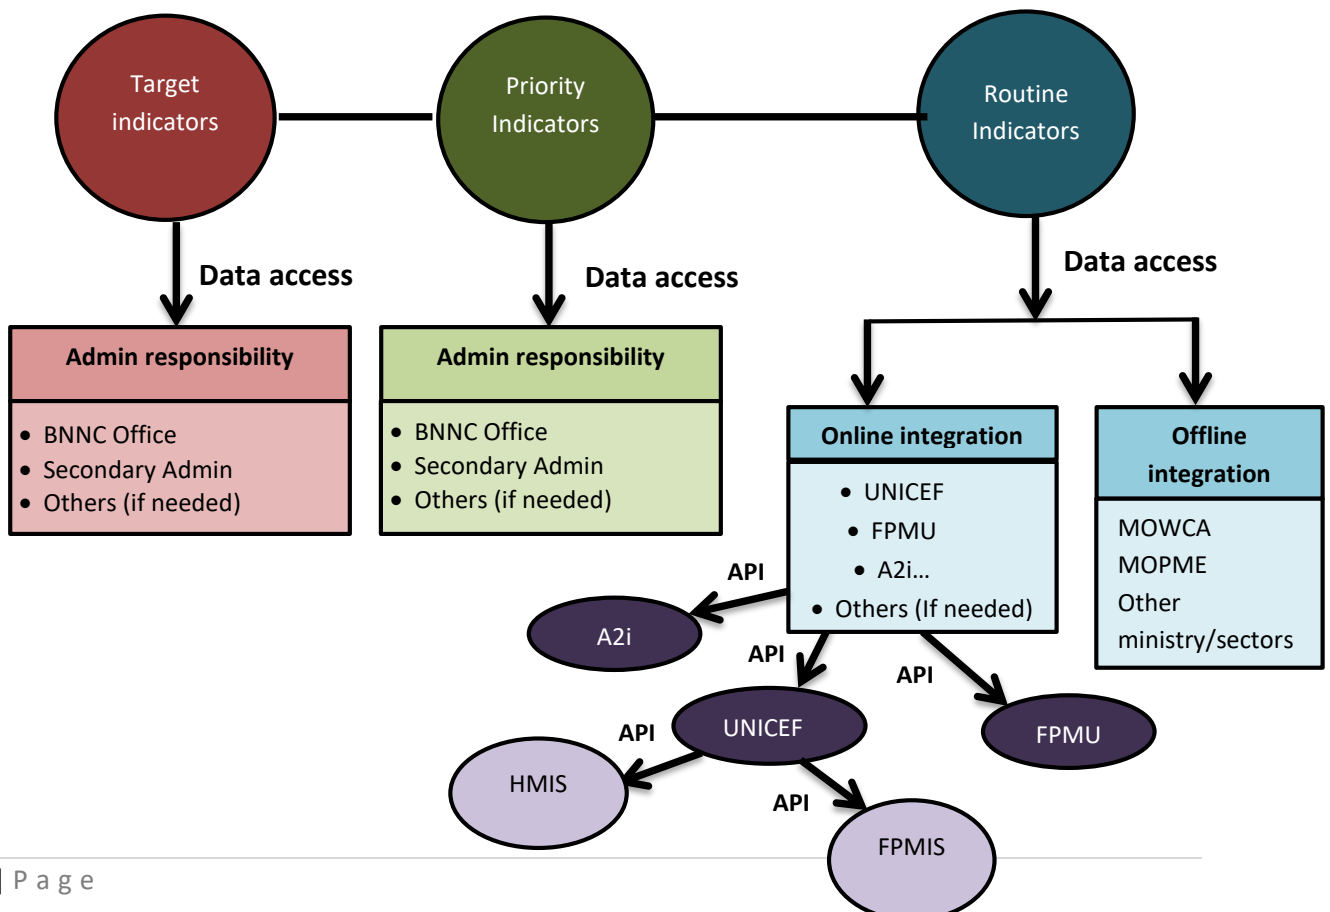 Target
indicators
Priority
Indicators
Routine
Indicators
Data access
Data access
Data access
Admin responsibility
• BNNC Office
• Secondary Admin
• Others (if needed)
Admin responsibility
• BNNC Office
• Secondary Admin
• Others (if needed)
Online integration
• UNICEF
• FPMU
• A2i...
• Others (If needed)
Offline
integration
MOWCA
MOPME
Other
ministry/sectors
API
A2i
API
UNICEF
API
FPMU
API
HMIS
API
FPMIS
Page